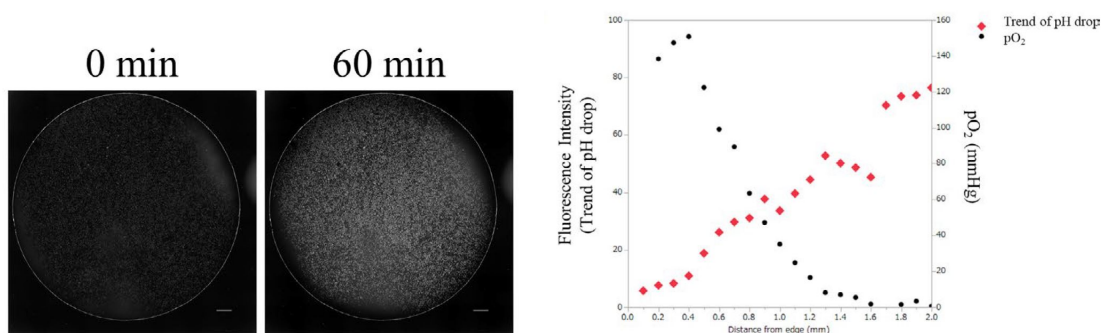 0 min
60 min
Fluorescence Intensity
(Trend of pH drop)
100
80
60
40
20
0
0.0 0.2 0.4 0.6 0.8 1.0 1.2 1.4 1.6 1.8 2.0
Distance from edge (mm)
160
140
120
100
80
60
40
20
0
pO₂ (mmHg)
Trend of pH drop
pO₂